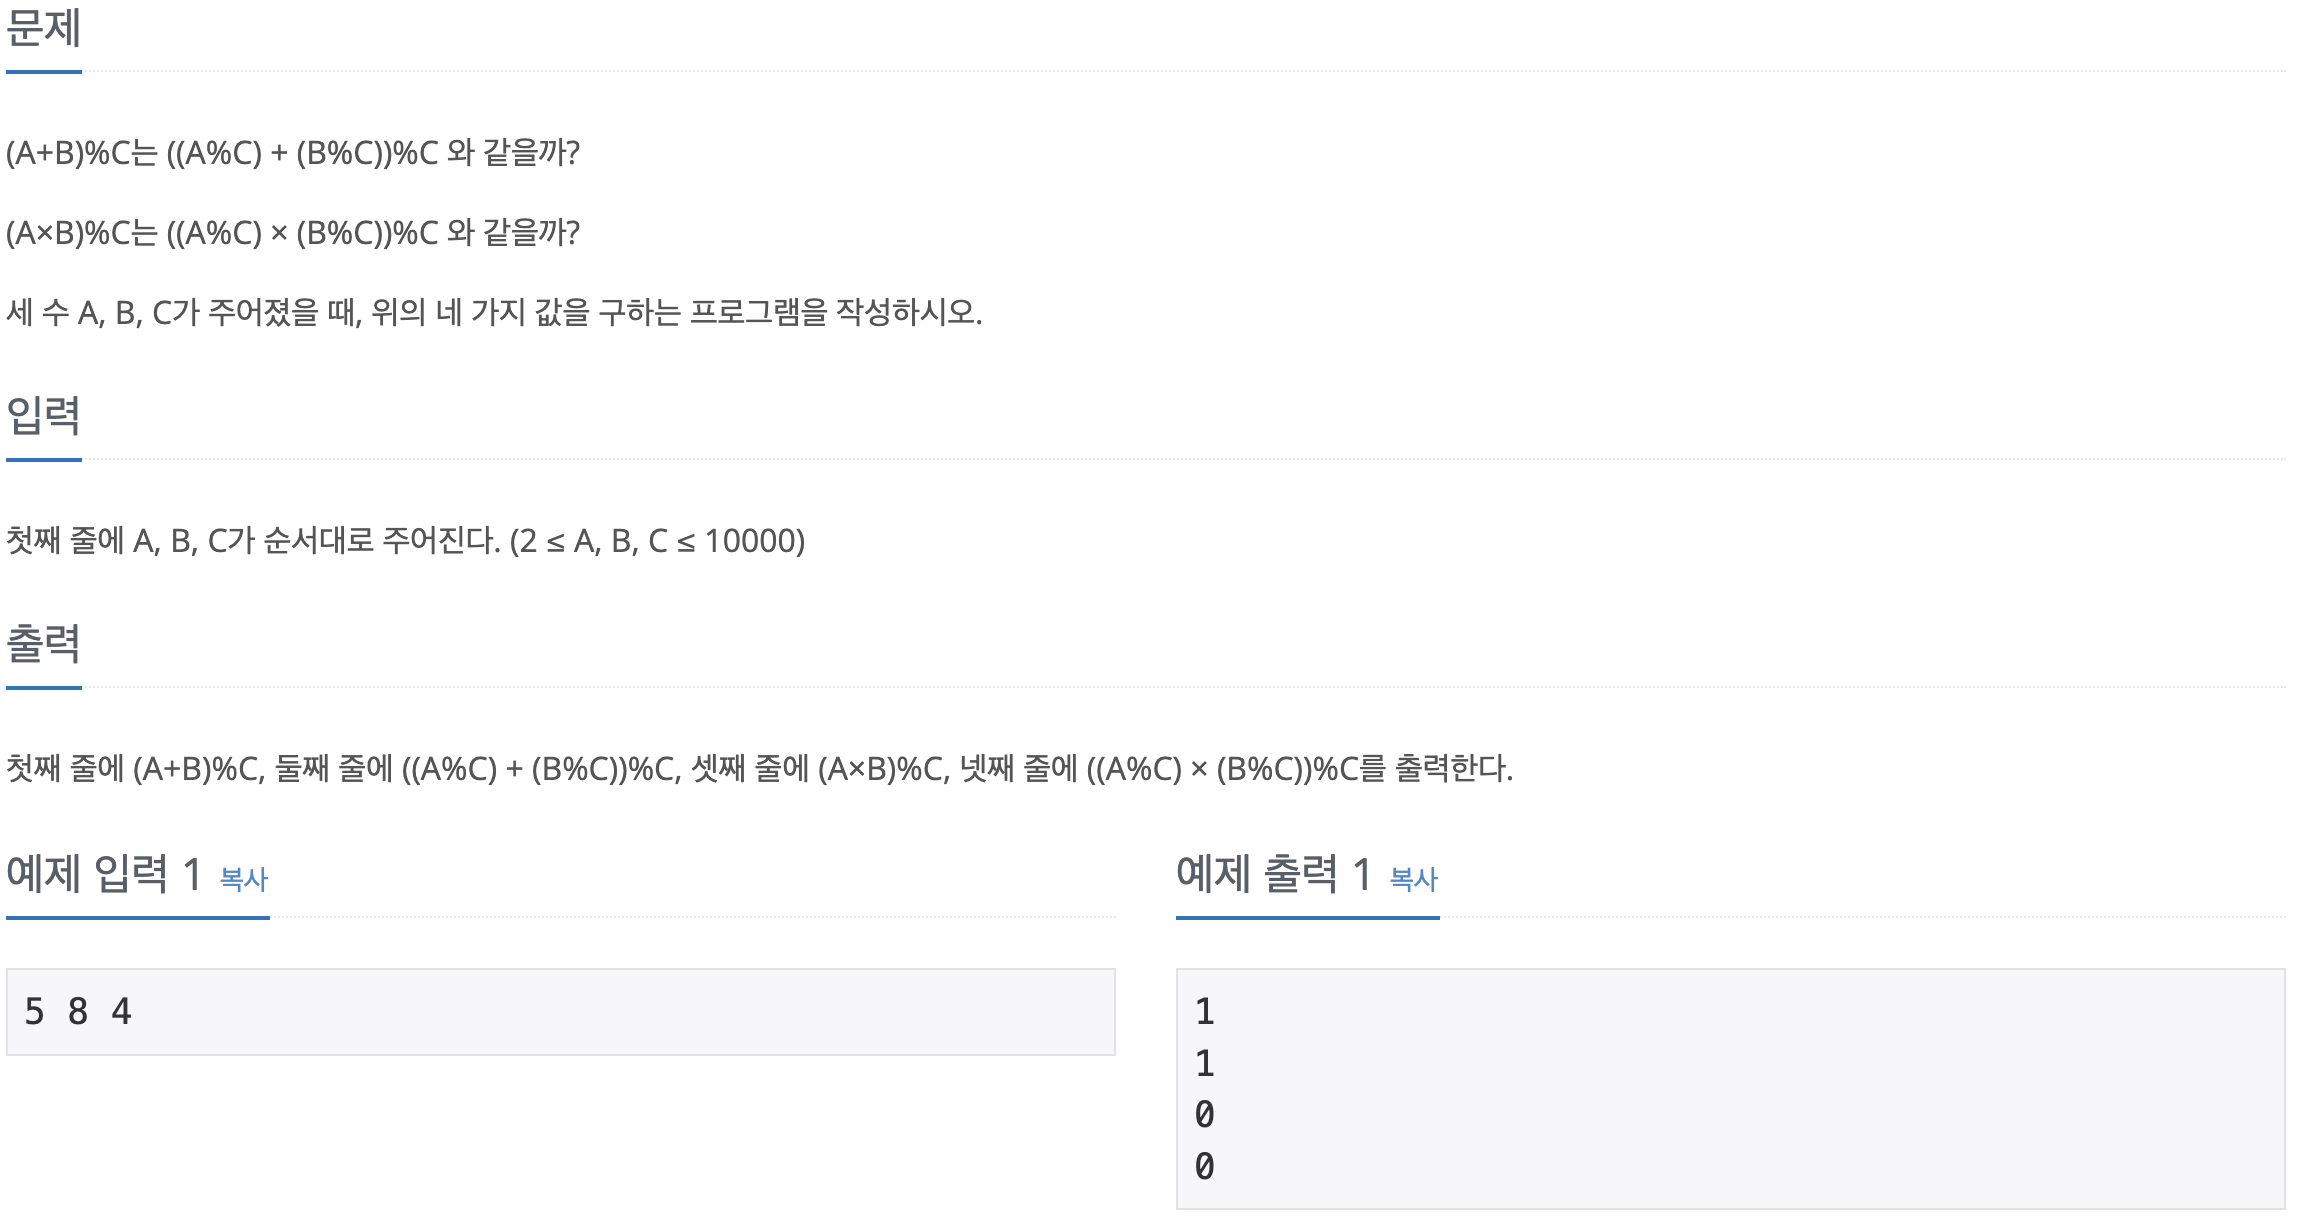 문제
(A+B)%C는 ((A%C) + (B%C))%C 와 같을까?
(A×B)%C는 ((A%C) × (B%C))%C 와 같을까?
세 수 A, B, C가 주어졌을 때, 위의 네 가지 값을 구하는 프로그램을 작성하시오.
입력
첫째 줄에 A, B, C가 순서대로 주어진다. (2 ≤ A, B, C ≤ 10000)
출력
첫째 줄에 (A+B)%C, 둘째 줄에 ((A%C) + (B%C))%C, 셋째 줄에 (A×B)%C, 넷째 줄에 ((A%C) × (B%C))%C를 출력한다.
예제 입력 1 복사
5 8 4
예제 출력 1 복사
1
1
0
0